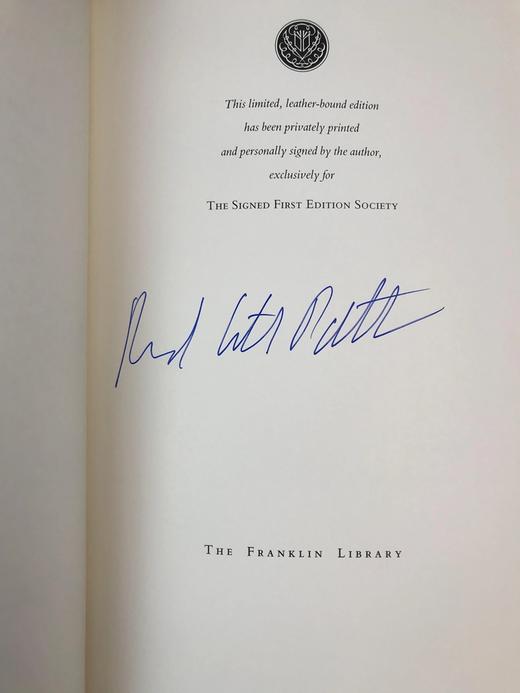 This limited, leather-bound edition
has been privately printed
and personally signed by the author,
exclusively for
THE SIGNED FIRST EDITION SOCIETY
THE FRANKLIN LIBRARY